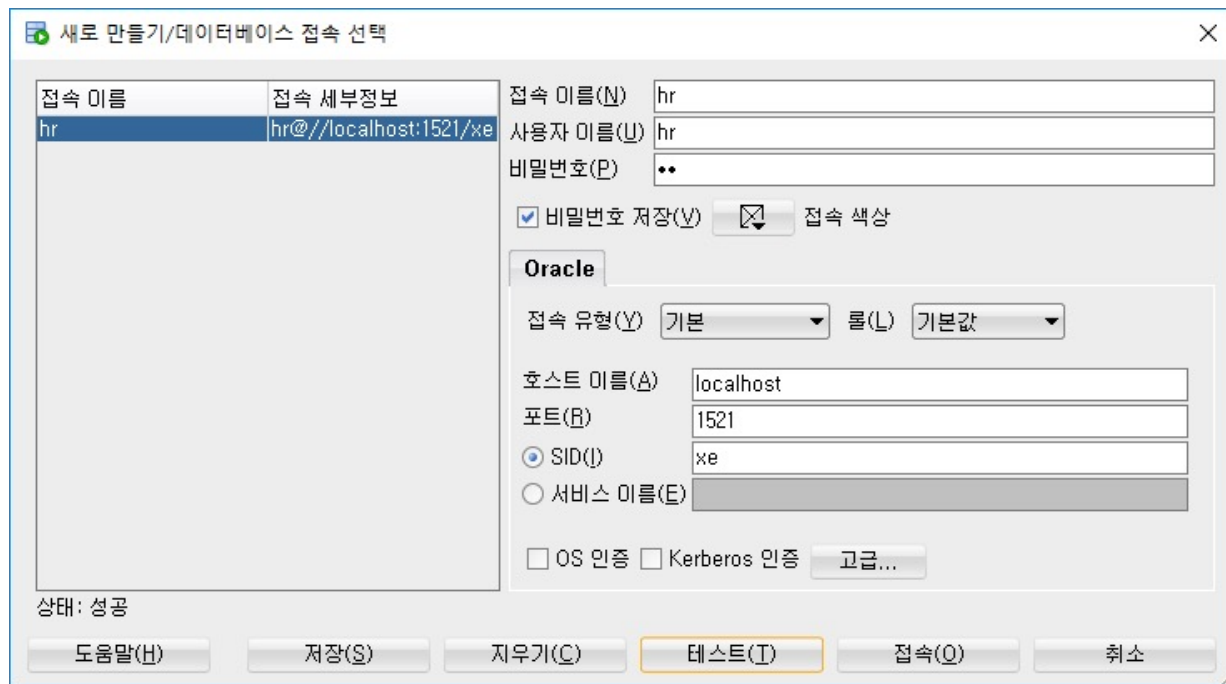 새로 만들기/데이터베이스 접속 선택
접속 이름 접속 세부정보
hr hr@//localhost:1521/xe
접속 이름(N) hr
사용자 이름(U) hr
비밀번호(P) ••
비밀번호 저장(V) 접속 색상
Oracle
접속 유형(Y) 기본 롤(L) 기본값
호스트 이름(A) localhost
포트(R) 1521
SID(I) xe
서비스 이름(E)
OS 인증 Kerberos 인증 고급...
상태: 성공
도움말(H) 저장(S) 지우기(C) 테스트(T) 접속(O) 취소